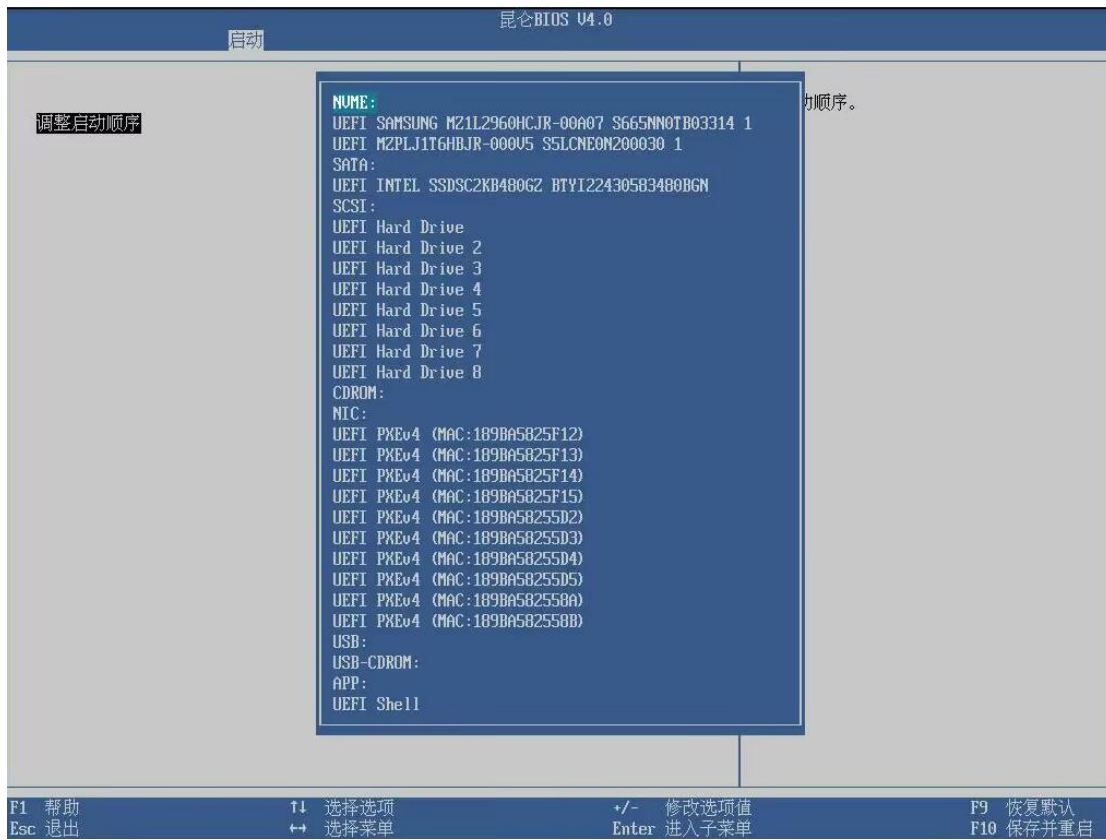 昆仑BIOS V4.0
启动
调整启动顺序
动顺序。
NVME:
UEFI SAMSUNG MZ1L2960HCJR-00A07 S665NN0TB03314 1
UEFI MZPLJ1T6HBJR-000V5 S5LCNE0N200030 1
SATA:
UEFI INTEL SSDSC2KB480GZ BTYI22430583480BGN
SCSI:
UEFI Hard Drive
UEFI Hard Drive 2
UEFI Hard Drive 3
UEFI Hard Drive 4
UEFI Hard Drive 5
UEFI Hard Drive 6
UEFI Hard Drive 7
UEFI Hard Drive 8
CDROM:
NIC:
UEFI PXEv4 (MAC:189BA5825F12)
UEFI PXEv4 (MAC:189BA5825F13)
UEFI PXEv4 (MAC:189BA5825F14)
UEFI PXEv4 (MAC:189BA5825F15)
UEFI PXEv4 (MAC:189BA58255D2)
UEFI PXEv4 (MAC:189BA58255D3)
UEFI PXEv4 (MAC:189BA58255D4)
UEFI PXEv4 (MAC:189BA58255D5)
UEFI PXEv4 (MAC:189BA582558A)
UEFI PXEv4 (MAC:189BA582558B)
USB:
USB-CDROM:
APP:
UEFI Shell
F1 帮助 ↑↓ 选择选项 +/- 修改选项值 F9 恢复默认
Esc 退出 ↔ 选择菜单 Enter 进入子菜单 F10 保存并重启